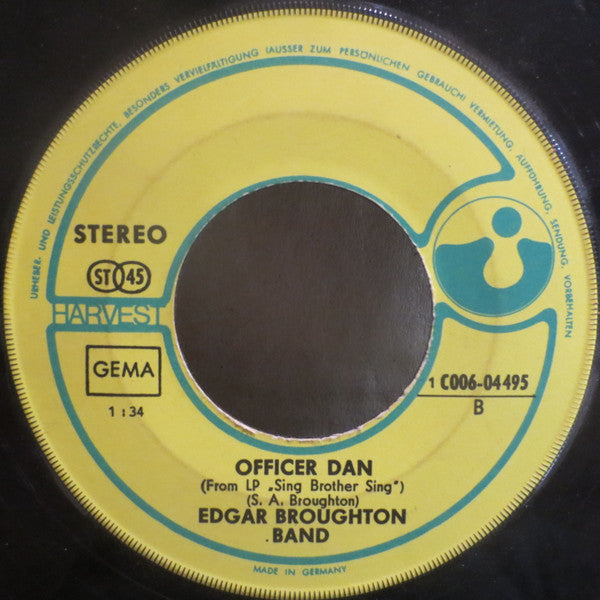 URHEBER. UND LEISTUNGSSCHUTZRECHTE, BESONDERS VERVIELFÄLTIGUNG (AUSSER ZUM PERSÖNLICHEN GEBRAUCH) VERMIETUNG, AUFFÜHRUNG, SENDUNG, VORBEHALTEN
STEREO
ST 45
HARVEST
GEMA
1 C006-04495
1 : 34
B
OFFICER DAN
(From LP „Sing Brother Sing")
(S. A. Broughton)
EDGAR BROUGHTON
BAND
MADE IN GERMANY